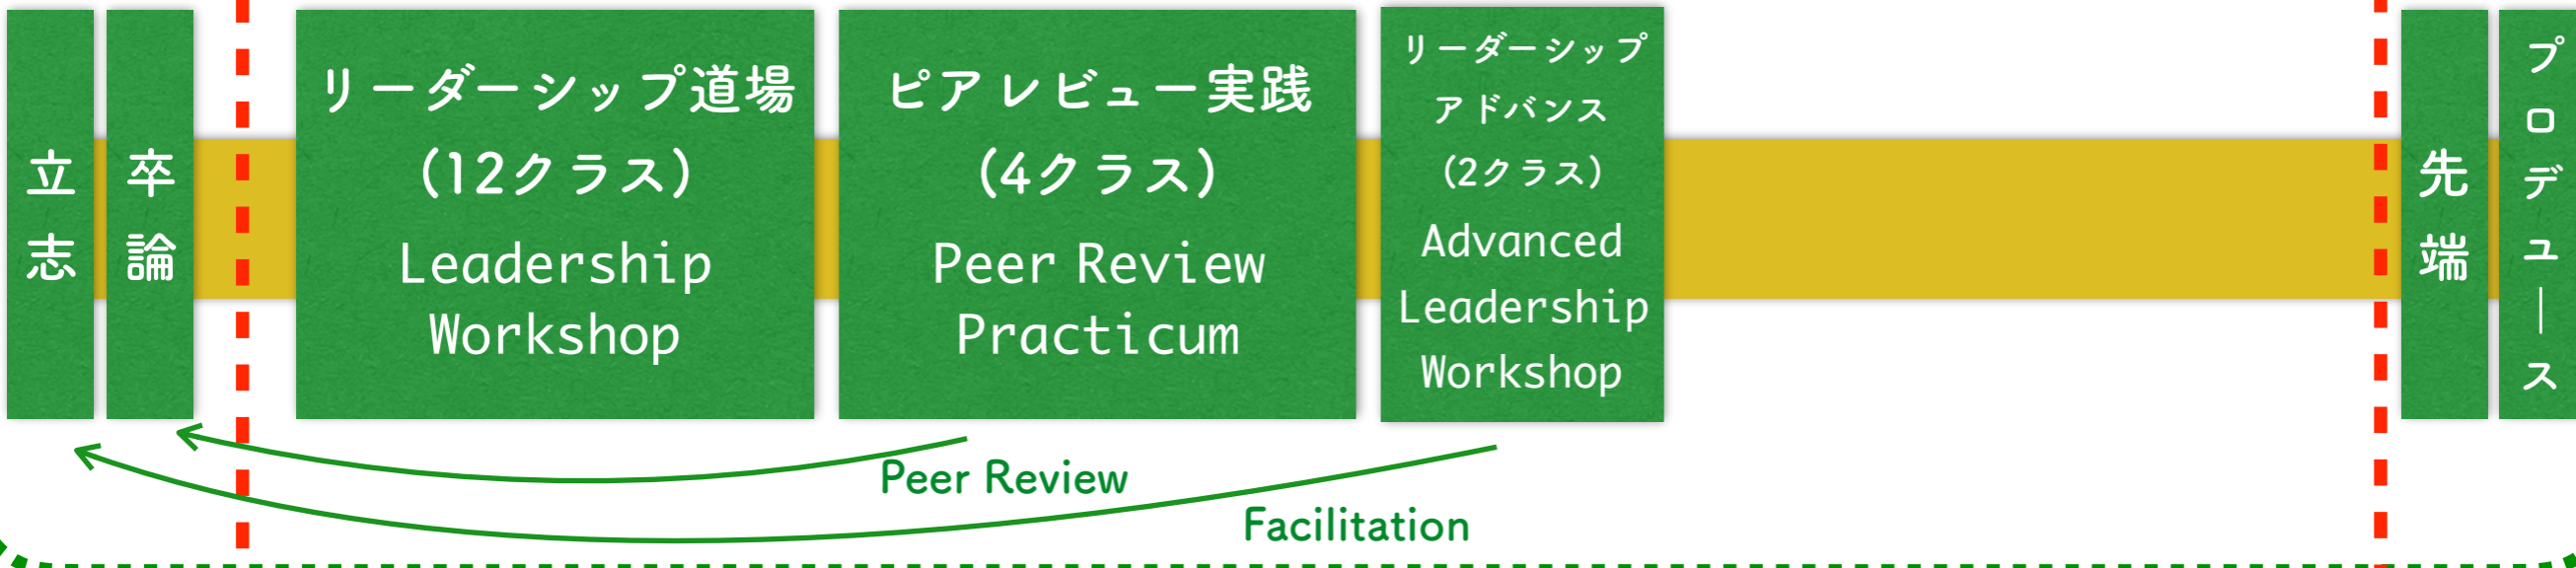 立志
卒論
リーダーシップ道場
(12クラス)
Leadership
Workshop
ピアレビュー実践
(4クラス)
Peer Review
Practicum
リーダーシップ
アドバンス
(2クラス)
Advanced
Leadership
Workshop
先端
プロデュース
Peer Review
Facilitation